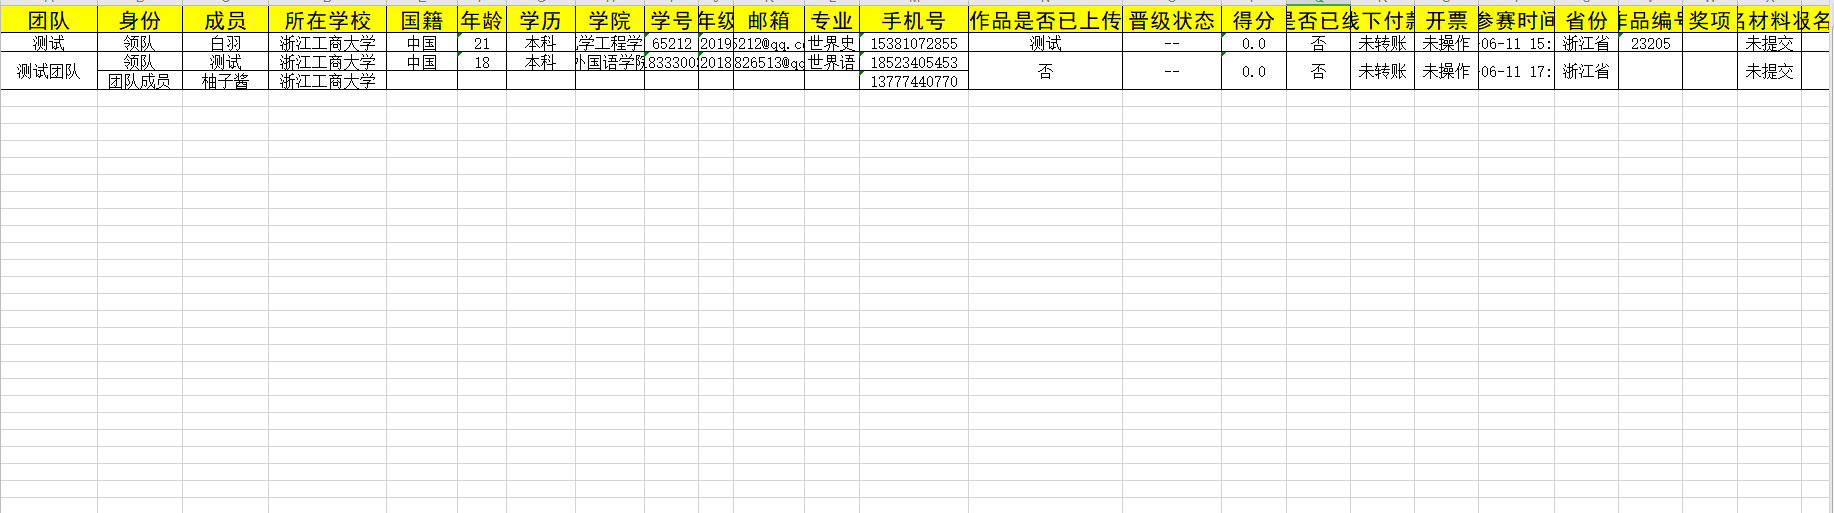 团队 身份 成员 所在学校 国籍 年龄 学历 学院 学号 年级 邮箱 专业 手机号 作品是否已上传 晋级状态 得分 是否已 线下付款 开票 参赛时间 省份 作品编号 奖项 名材料 报名
测试 领队 白羽 浙江工商大学 中国 21 本科 学工程学 65212 2019 5212@qq.co 世界史 15381072855 测试 -- 0.0 否 未转账 未操作 -06-11 15: 浙江省 23205 未提交
测试团队 领队 测试 浙江工商大学 中国 18 本科 外国语学院 1833300 2018 826513@qq 世界语 18523405453 否 -- 0.0 否 未转账 未操作 -06-11 17: 浙江省 未提交
团队成员 柚子酱 浙江工商大学 13777440770